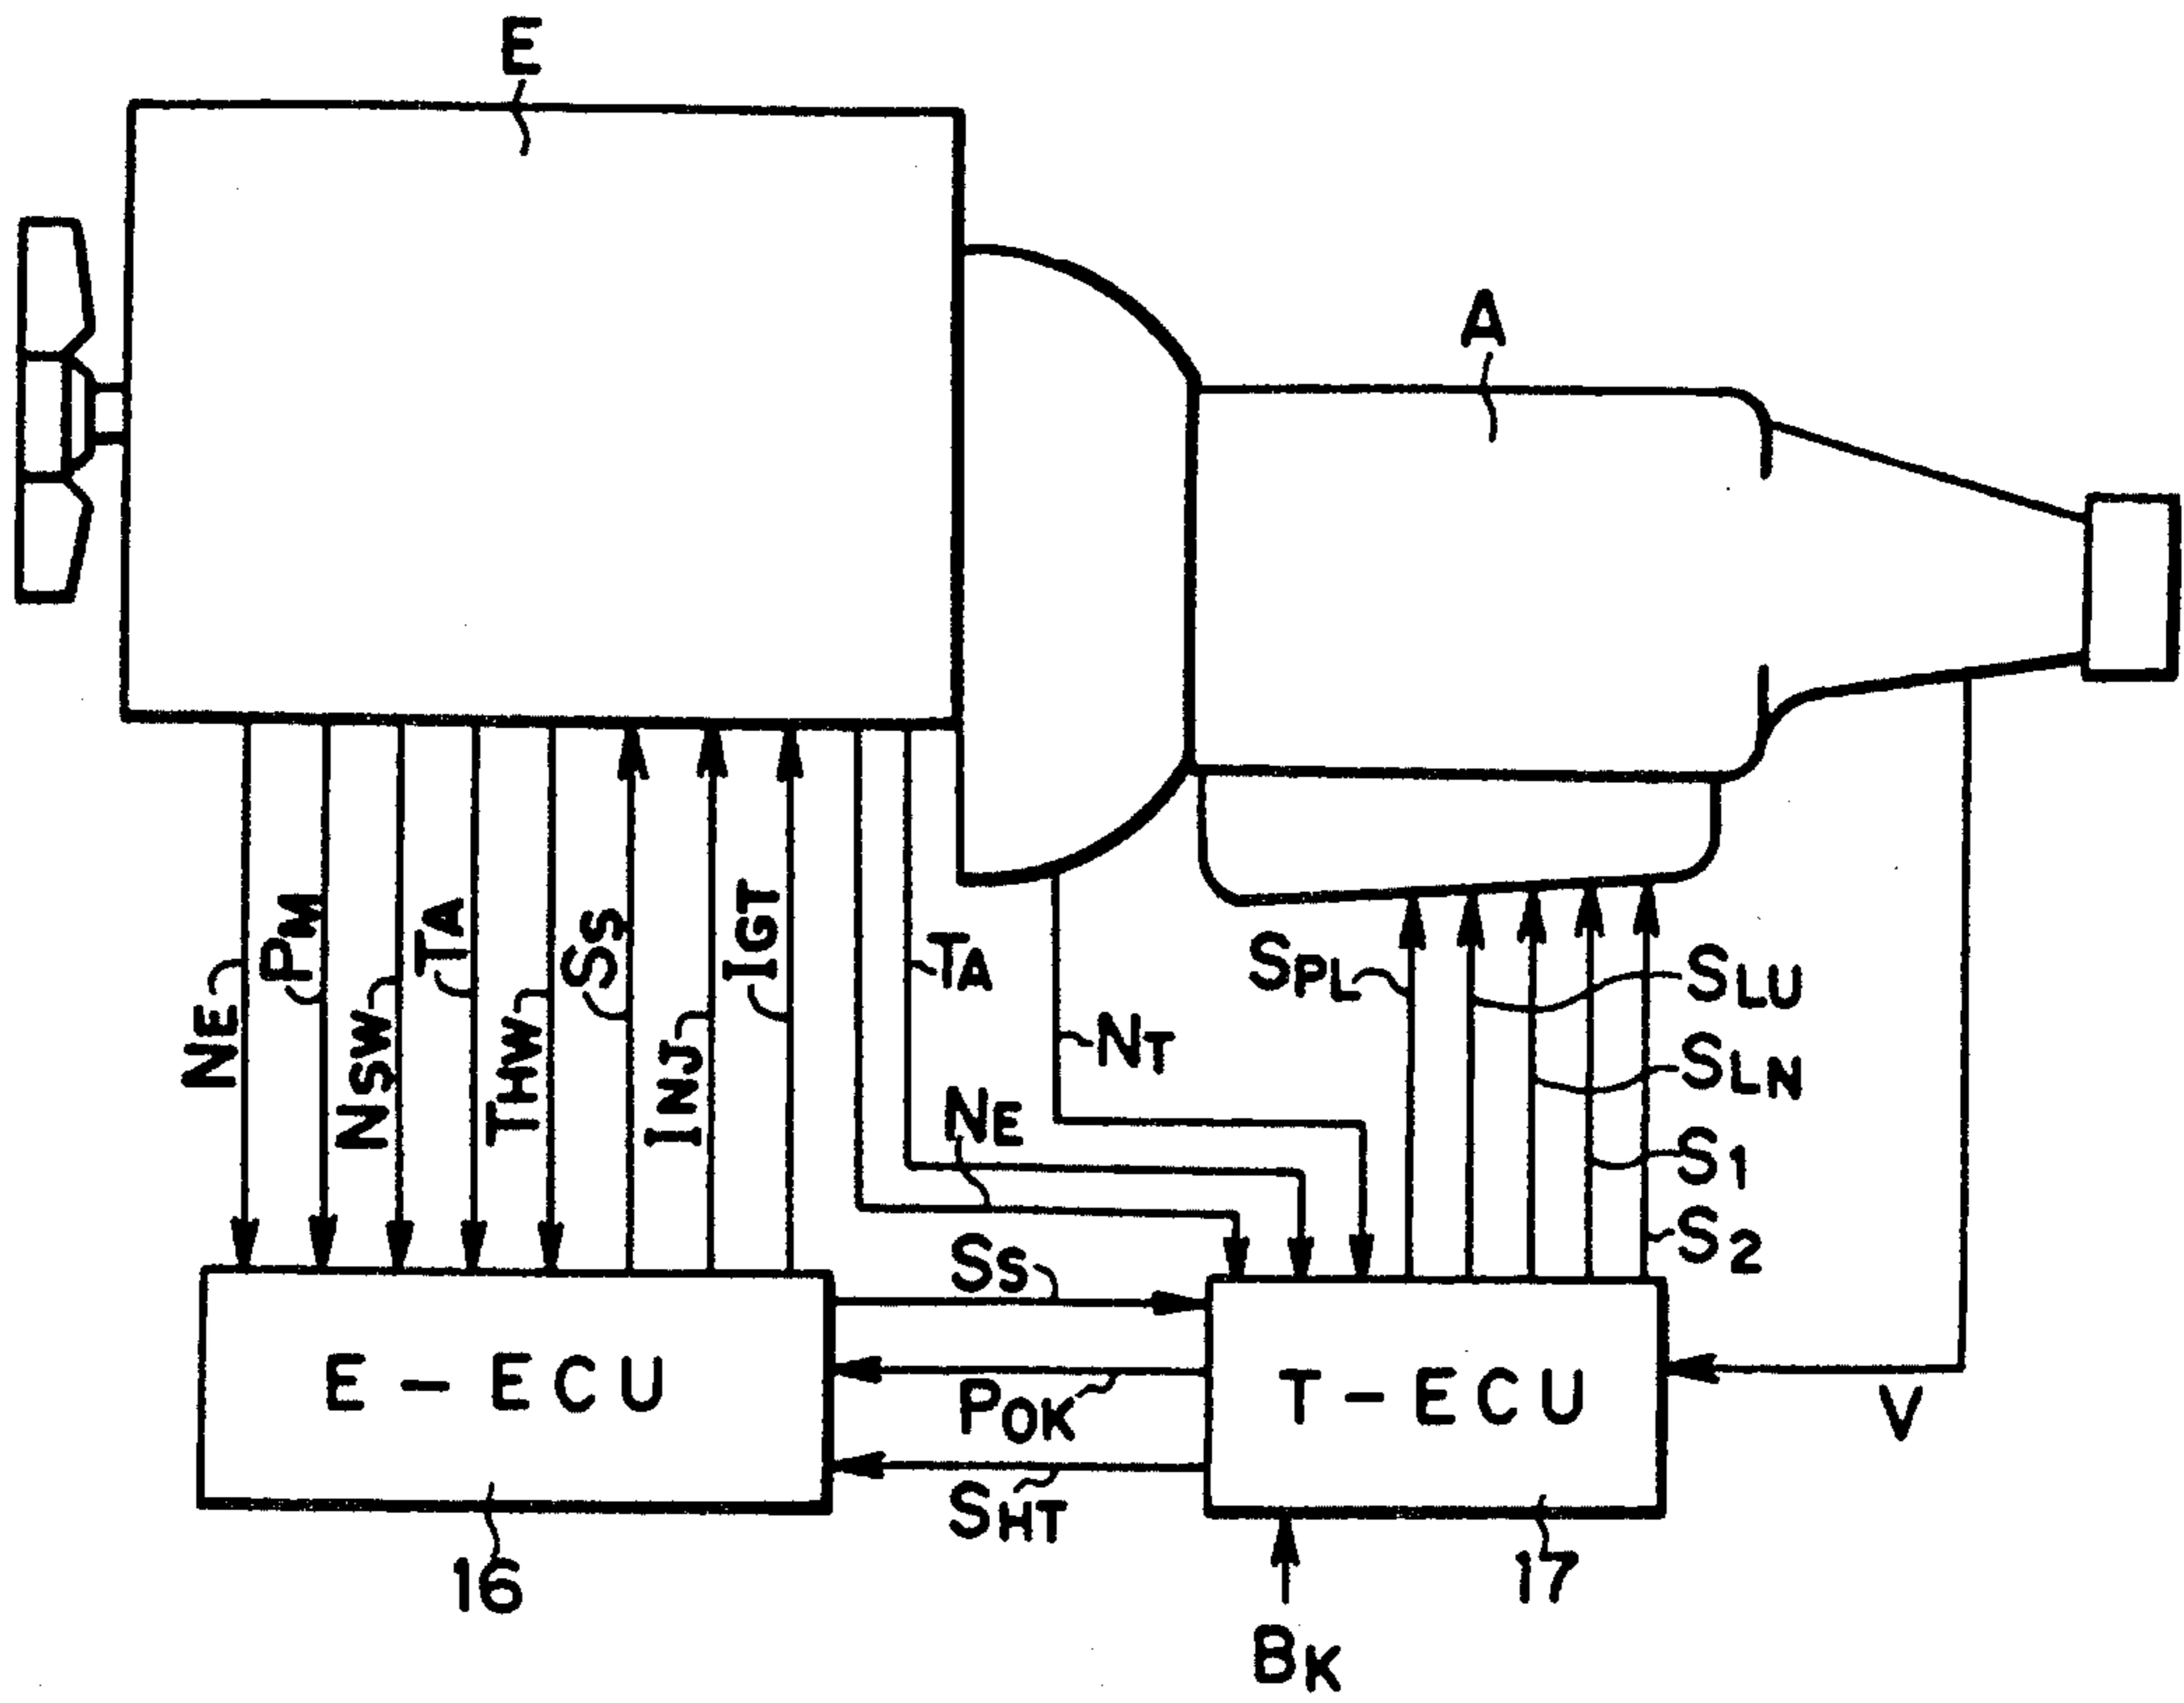 E
A
NE
PM
NSW
TA
THW
SS
INJ
IGT
TA
NT
NE
SPL
SLU
SLN
S1
S2
SS
POK
SHT
E-ECU
T-ECU
V
16
17
BK